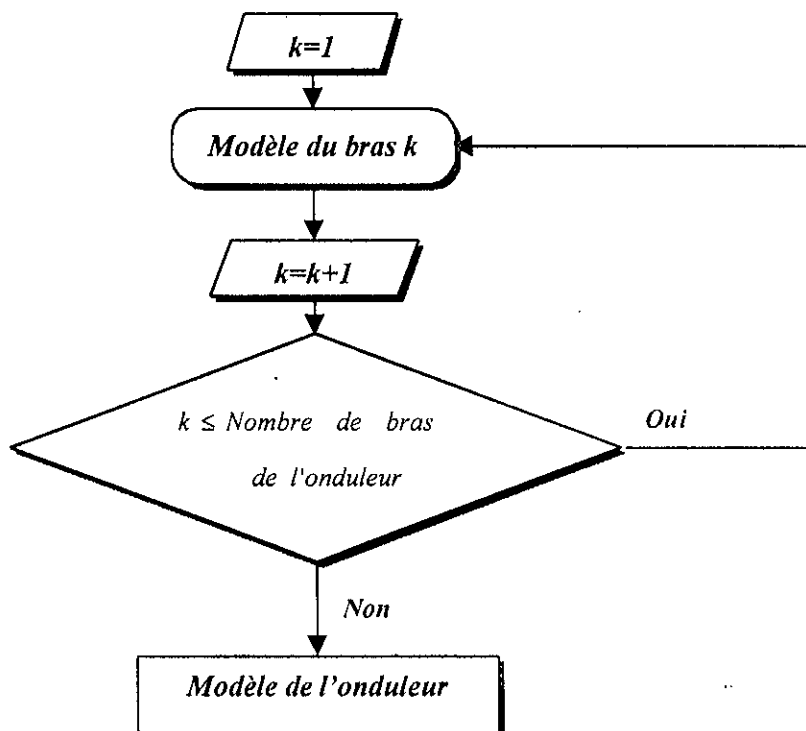 k=1
Modèle du bras k
k=k+1
k ≤ Nombre de bras
de l'onduleur
Oui
Non
Modèle de l'onduleur